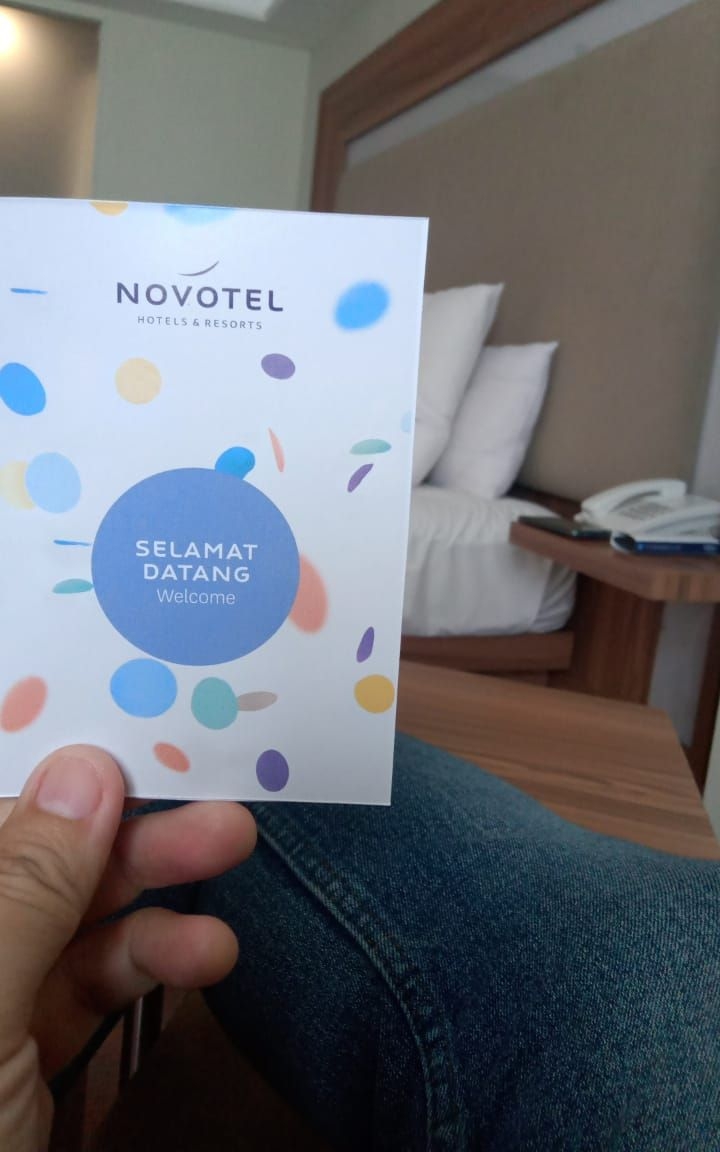 NOVOTEL
HOTELS & RESORTS
SELAMAT
DATANG
Welcome